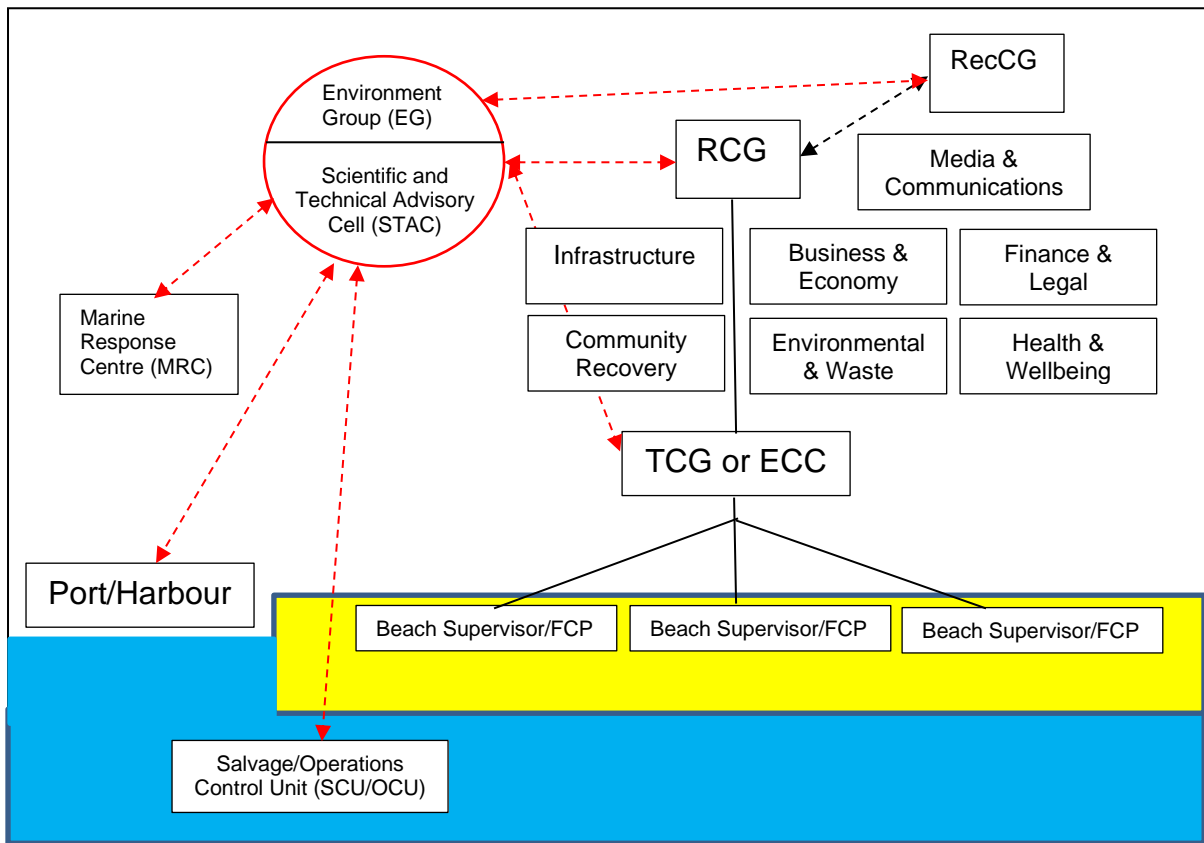 RecCG
Environment
Group (EG)
RCG
Media &
Communications
Scientific and
Technical Advisory
Cell (STAC)
Infrastructure
Business &
Economy
Finance &
Legal
Marine
Response
Centre (MRC)
Community
Recovery
Environmental
& Waste
Health &
Wellbeing
TCG or ECC
Port/Harbour
Beach Supervisor/FCP
Beach Supervisor/FCP
Beach Supervisor/FCP
Salvage/Operations
Control Unit (SCU/OCU)